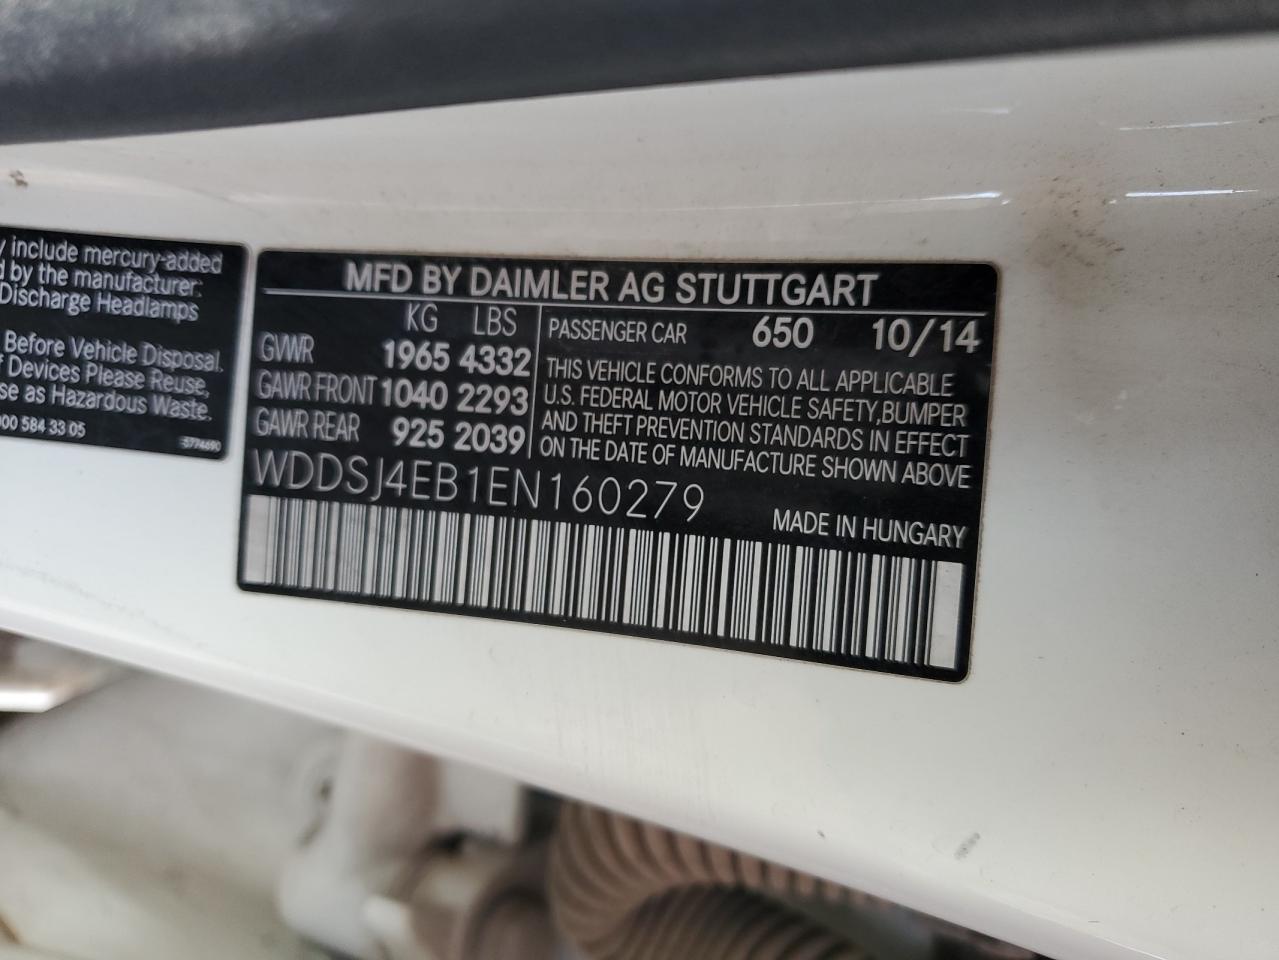 y include mercury-added
d by the manufacturer:
Discharge Headlamps
Before Vehicle Disposal.
f Devices Please Reuse,
se as Hazardous Waste.
000 584 33 05
MFD BY DAIMLER AG STUTTGART
KG LBS
GVWR 1965 4332
GAWR FRONT 1040 2293
GAWR REAR 925 2039
PASSENGER CAR 650 10/14
THIS VEHICLE CONFORMS TO ALL APPLICABLE
U.S. FEDERAL MOTOR VEHICLE SAFETY, BUMPER
AND THEFT PREVENTION STANDARDS IN EFFECT
ON THE DATE OF MANUFACTURE SHOWN ABOVE
WDDSJ4EB1EN160279
MADE IN HUNGARY